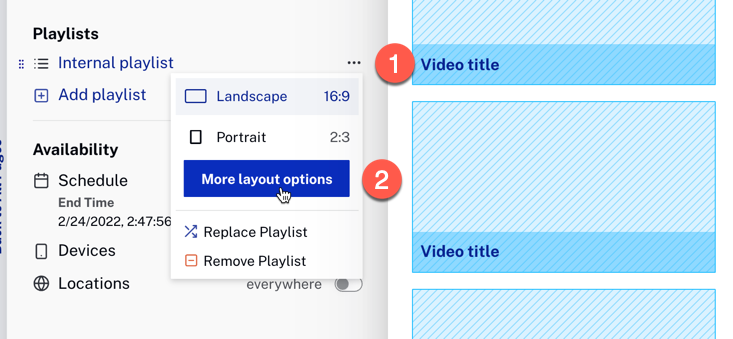 Playlists
Internal playlist
1
Video title
Landscape 16:9
Add playlist
Portrait 2:3
Availability
More layout options
2
Schedule
End Time
2/24/2022, 2:47:56
Replace Playlist
Video title
Devices
Remove Playlist
Locations
everywhere